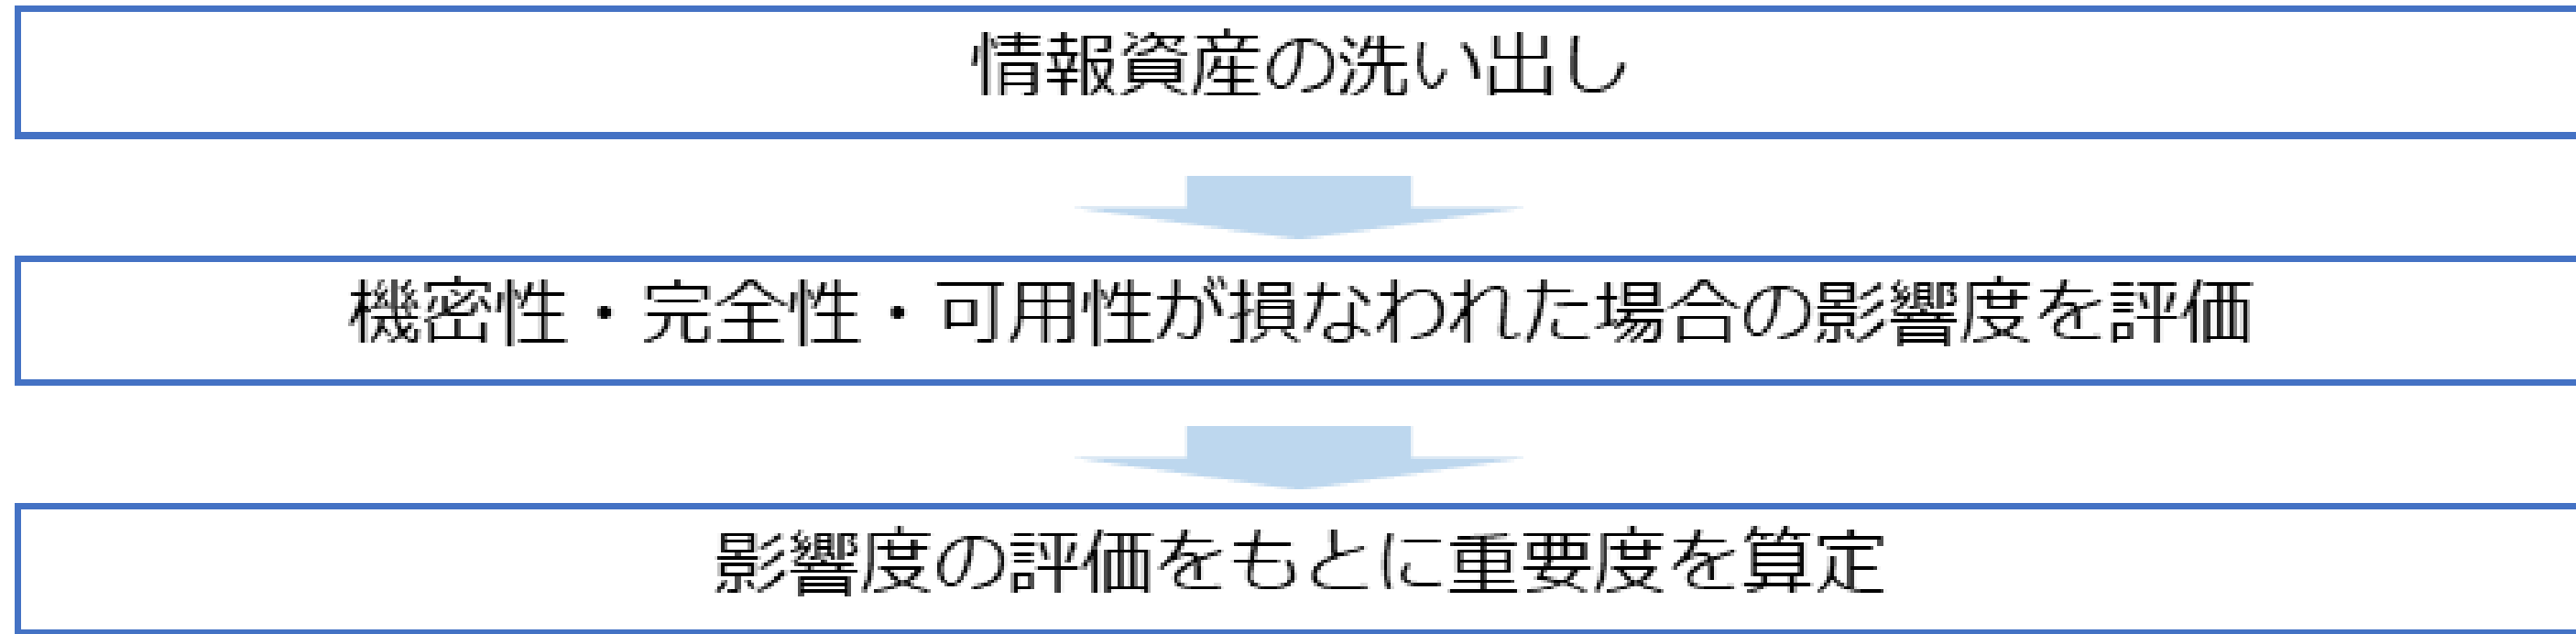 情報資産の洗い出し
機密性・完全性・可用性が損なわれた場合の影響度を評価
影響度の評価をもとに重要度を算定